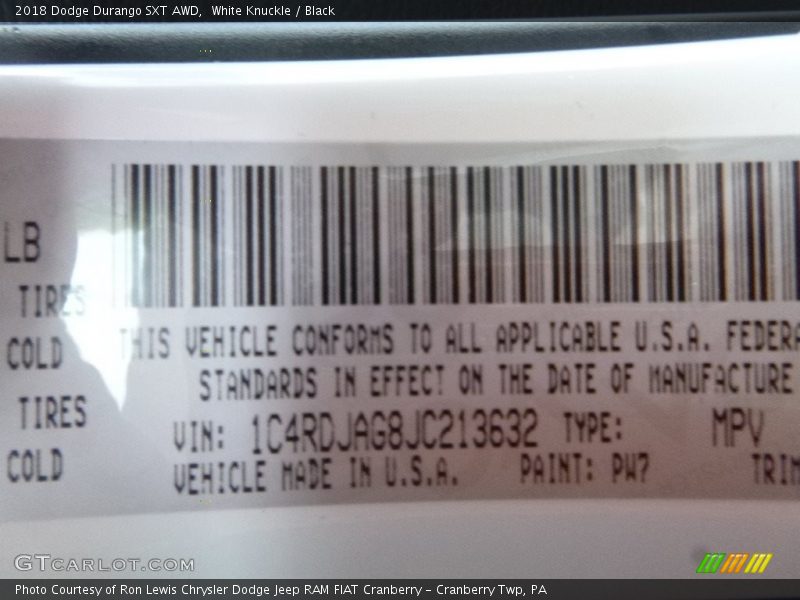 2018 Dodge Durango SXT AWD, White Knuckle / Black
LB
TIRES
COLD
TIRES
COLD
THIS VEHICLE CONFORMS TO ALL APPLICABLE U.S.A. FEDERA
STANDARDS IN EFFECT ON THE DATE OF MANUFACTURE
VIN: 1C4RDJAG8JC213632 TYPE: MPV
VEHICLE MADE IN U.S.A. PAINT: PW7 TRIM
GTCARLOT.COM
Photo Courtesy of Ron Lewis Chrysler Dodge Jeep RAM FIAT Cranberry – Cranberry Twp, PA